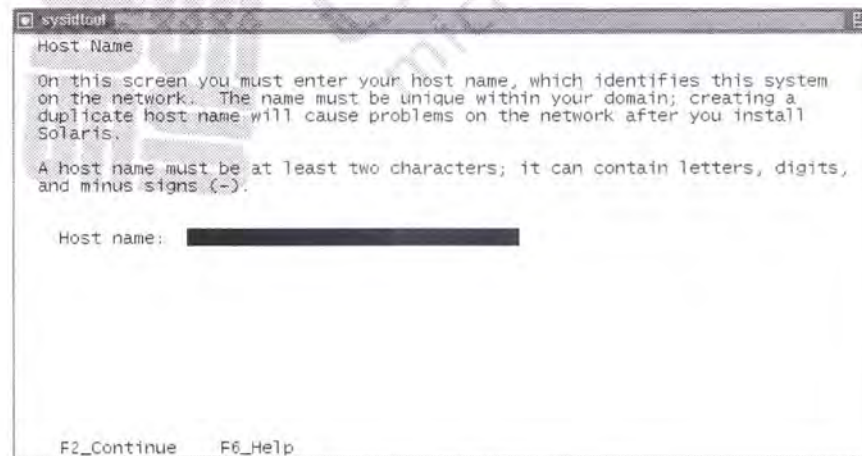 sysidtool
Host Name
On this screen you must enter your host name, which identifies this system
on the network. The name must be unique within your domain; creating a
duplicate host name will cause problems on the network after you install
Solaris.
A host name must be at least two characters; it can contain letters, digits,
and minus signs (-).
Host name:
F2_Continue F6_Help